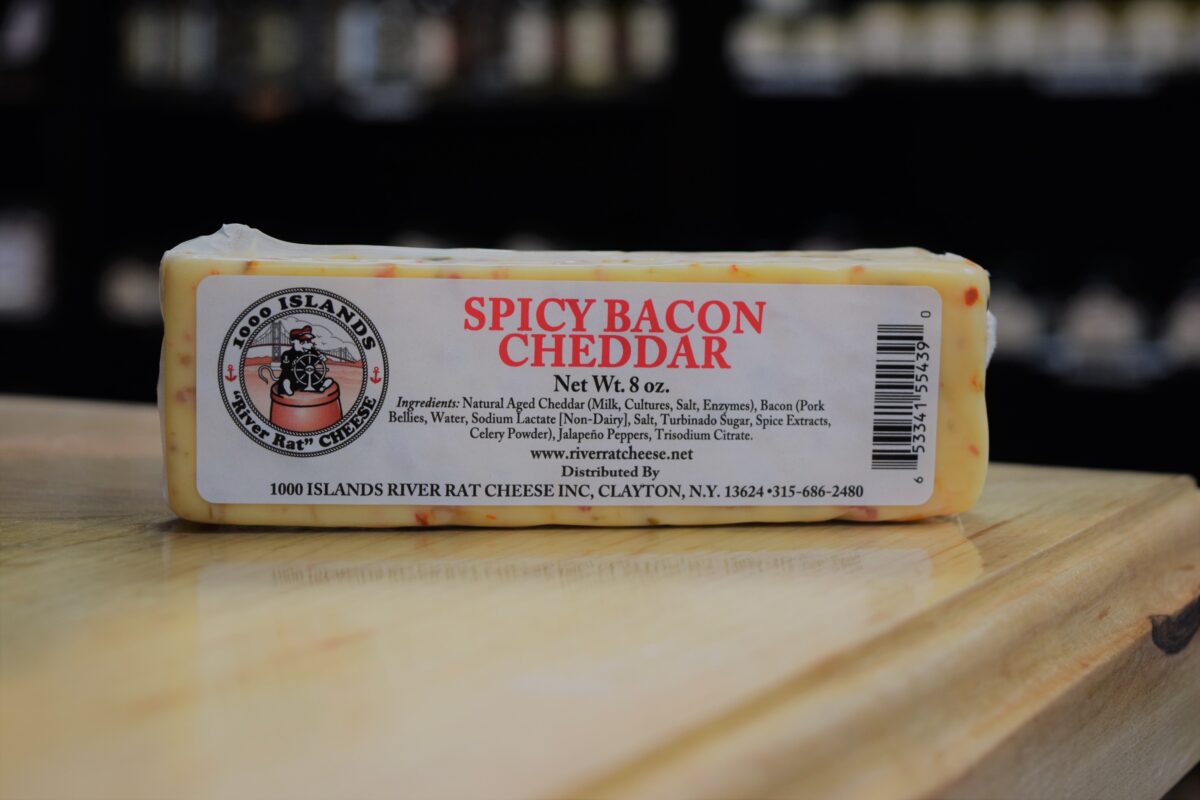 1000 ISLANDS
"River Rat" CHEESE
SPICY BACON
CHEDDAR
Net Wt. 8 oz.
Ingredients: Natural Aged Cheddar (Milk, Cultures, Salt, Enzymes), Bacon (Pork
Bellies, Water, Sodium Lactate [Non-Dairy], Salt, Turbinado Sugar, Spice Extracts,
Celery Powder), Jalapeño Peppers, Trisodium Citrate.
www.riverratcheese.net
Distributed By
1000 ISLANDS RIVER RAT CHEESE INC, CLAYTON, N.Y. 13624 •315-686-2480
6 53341 55439 0